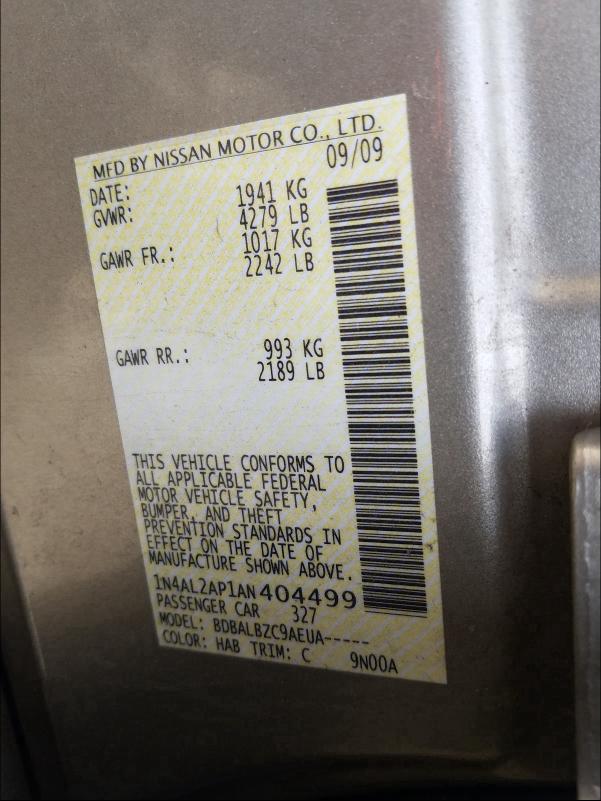 MFD BY NISSAN MOTOR CO., LTD.
DATE: 09/09
GVWR: 1941 KG
4279 LB
GAWR FR.: 1017 KG
2242 LB
GAWR RR.: 993 KG
2189 LB
THIS VEHICLE CONFORMS TO
ALL APPLICABLE FEDERAL
MOTOR VEHICLE SAFETY,
BUMPER, AND THEFT
PREVENTION STANDARDS IN
EFFECT ON THE DATE OF
MANUFACTURE SHOWN ABOVE.
1N4AL2AP1AN404499
PASSENGER CAR 327
MODEL: BDBALBZC9AEUA-----
COLOR: HAB TRIM: C 9N00A